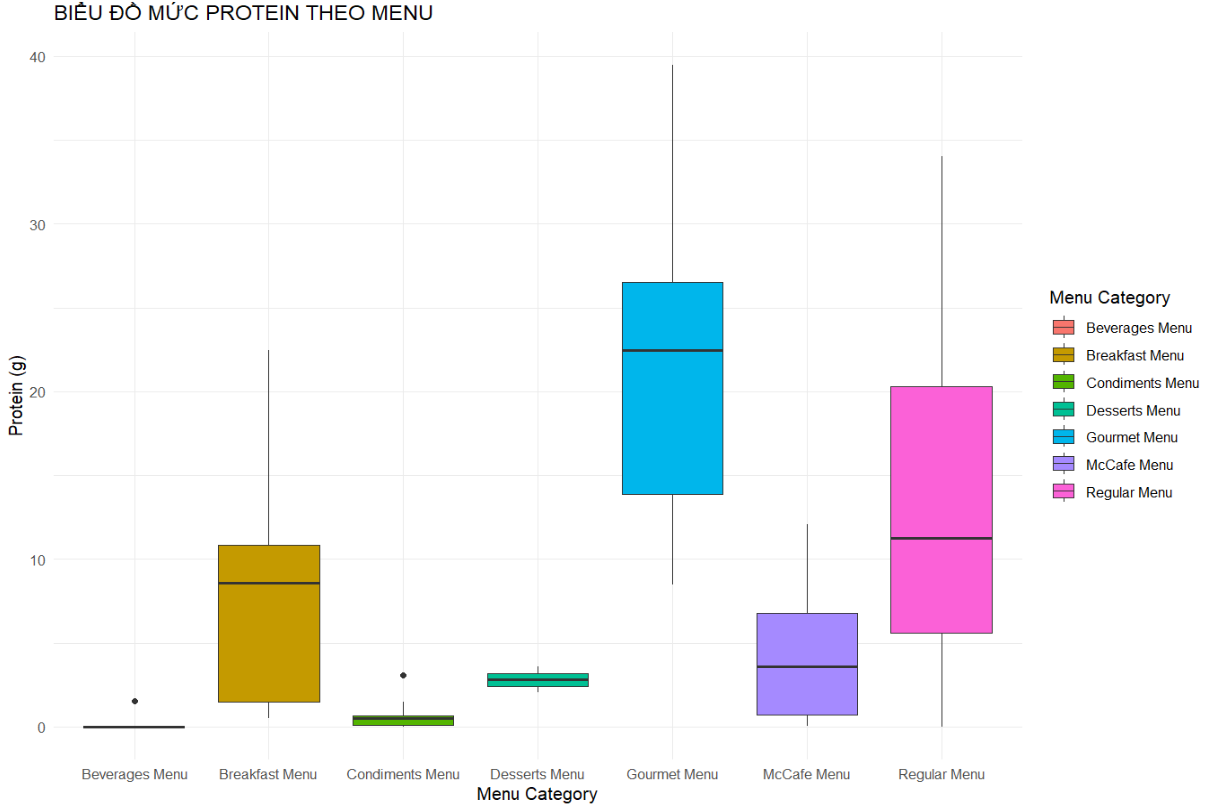 BIỂU ĐỒ MỨC PROTEIN THEO MENU
40
30
20
10
0
Protein (g)
Beverages Menu
Breakfast Menu
Condiments Menu
Desserts Menu
Gourmet Menu
McCafe Menu
Regular Menu
Menu Category
Menu Category
Beverages Menu
Breakfast Menu
Condiments Menu
Desserts Menu
Gourmet Menu
McCafe Menu
Regular Menu